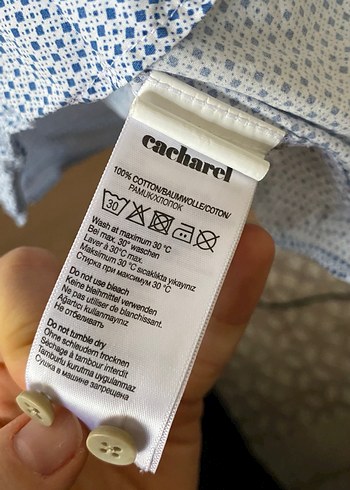 cacharel
100% COTTON/BAUMWOLLE/COTON/
PAMUK/ХЛОПОК
30
Wash at maximum 30 °C
Bei max. 30° waschen
Laver à 30°C max.
Maksimum 30 °C sıcaklıkta yıkayınız
Стирка при максимум 30 °C
Do not use bleach
Keine bleihmittel verwenden
Ne pas utiliser de blanchissant.
Ağartıcı kullanmayınız
Не отбеливать
Do not tumble dry
Ohne schleudern trocknen
Séchage à tambour interdit
Tamburlu kurutma uygulanmaz
Сушка в машине запрещена